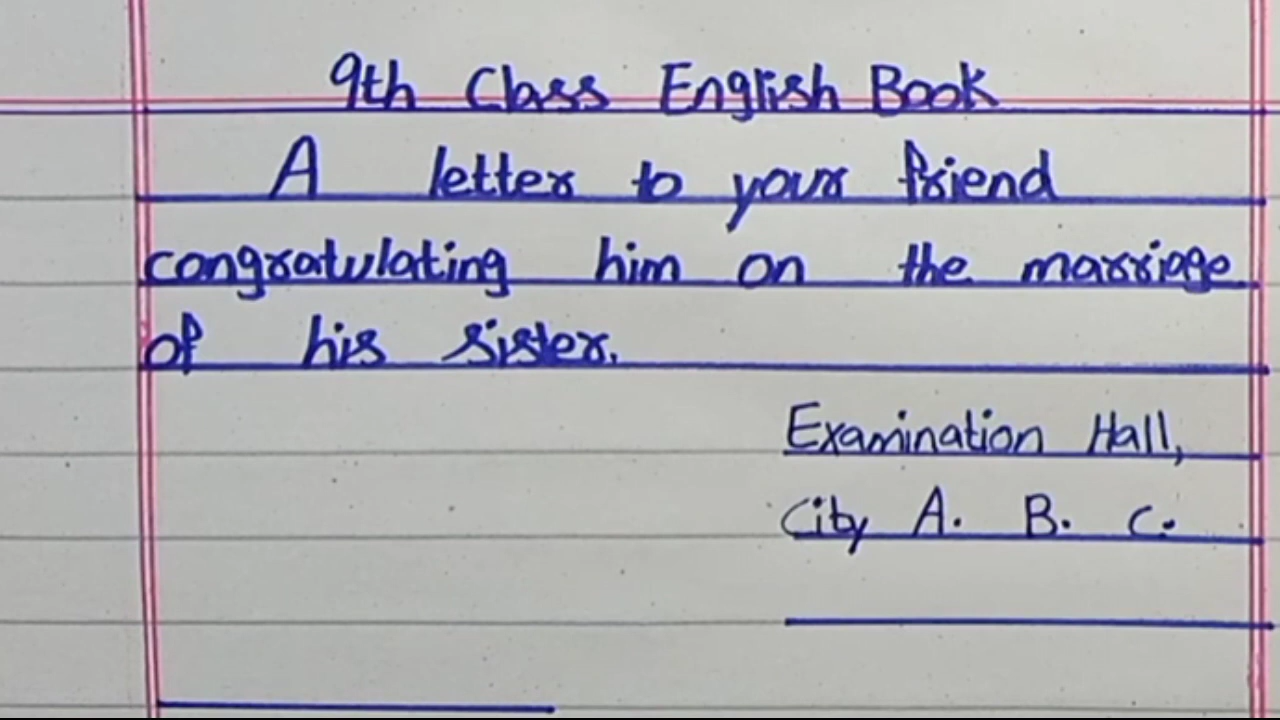 9th Class English Book
A letter to your friend
congratulating him on the marriage
of his sister.
Examination Hall,
City A. B. C.